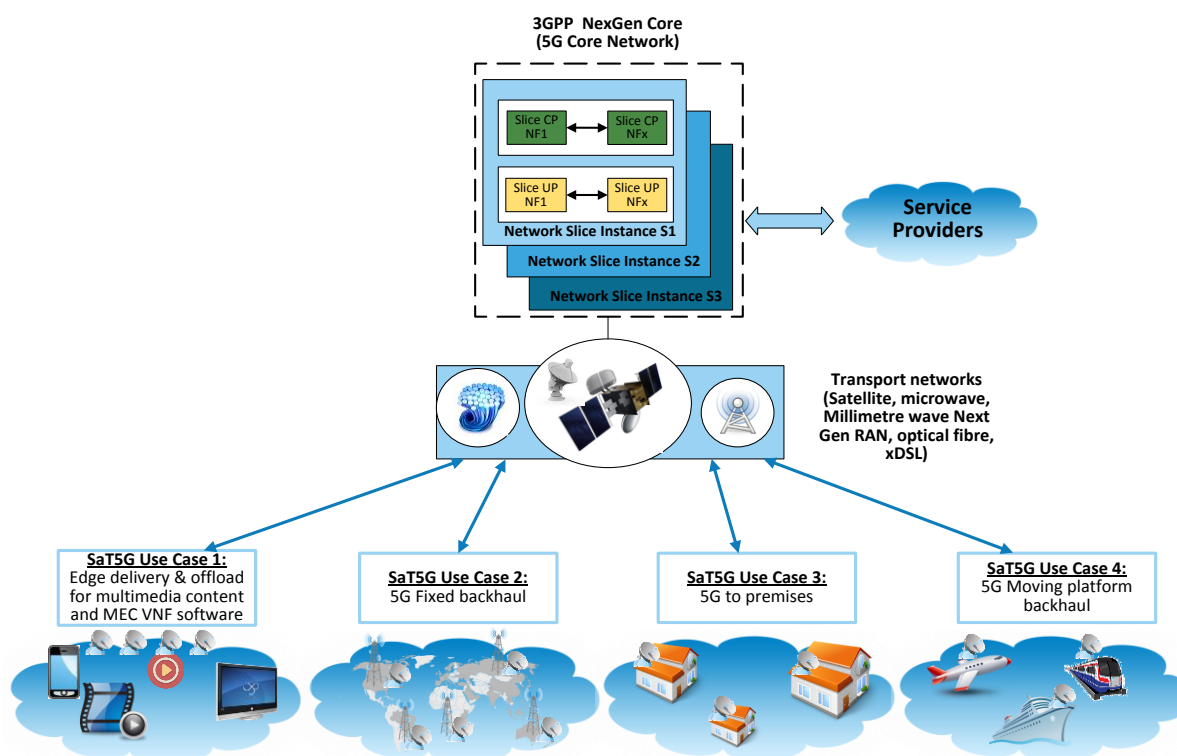 3GPP  NexGen Core
(5G Core Network)
Slice CP
NF1
Slice CP
NFx
Slice UP
NF1
Slice UP
NFx
Network Slice Instance S1
Network Slice Instance S2
Network Slice Instance S3
Service
Providers
Transport networks
(Satellite, microwave,
Millimetre wave Next
Gen RAN, optical fibre,
xDSL)
SaT5G Use Case 1:
Edge delivery & offload
for multimedia content
and MEC VNF software
SaT5G Use Case 2:
5G Fixed backhaul
SaT5G Use Case 3:
5G to premises
SaT5G Use Case 4:
5G Moving platform
backhaul